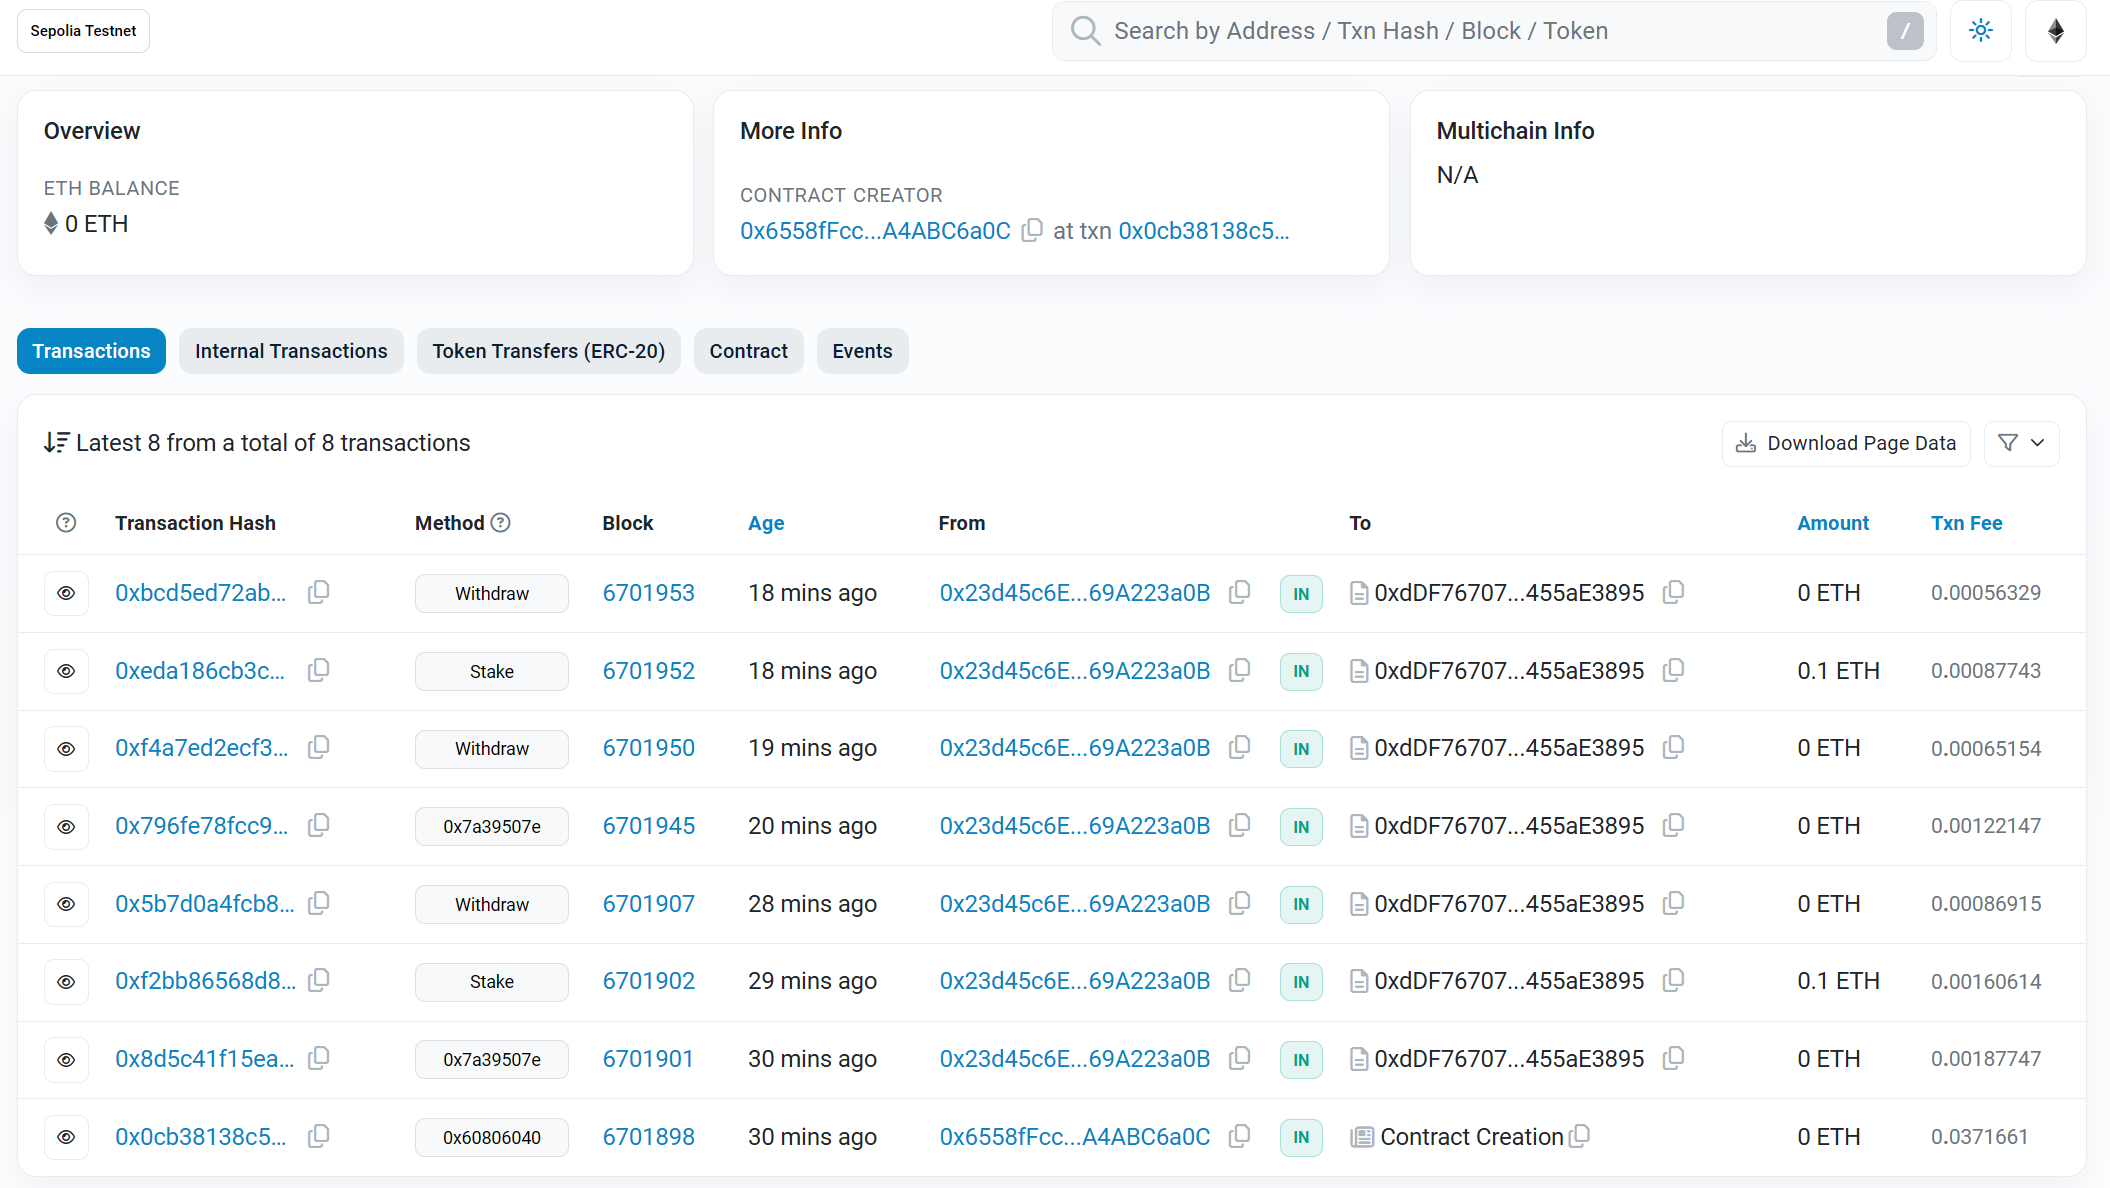 Sepolia Testnet
Search by Address / Txn Hash / Block / Token
/
Overview
ETH BALANCE
0 ETH
More Info
CONTRACT CREATOR
0x6558fFcc...A4ABC6a0C at txn 0x0cb38138c5...
Multichain Info
N/A
Transactions Internal Transactions Token Transfers (ERC-20) Contract Events
Latest 8 from a total of 8 transactions
Download Page Data
Transaction Hash Method Block Age From To Amount Txn Fee
0xbcd5ed72ab... Withdraw 6701953 18 mins ago 0x23d45c6E...69A223a0B IN 0xdDF76707...455aE3895 0 ETH 0.00056329
0xeda186cb3c... Stake 6701952 18 mins ago 0x23d45c6E...69A223a0B IN 0xdDF76707...455aE3895 0.1 ETH 0.00087743
0xf4a7ed2ecf3... Withdraw 6701950 19 mins ago 0x23d45c6E...69A223a0B IN 0xdDF76707...455aE3895 0 ETH 0.00065154
0x796fe78fcc9... 0x7a39507e 6701945 20 mins ago 0x23d45c6E...69A223a0B IN 0xdDF76707...455aE3895 0 ETH 0.00122147
0x5b7d0a4fcb8... Withdraw 6701907 28 mins ago 0x23d45c6E...69A223a0B IN 0xdDF76707...455aE3895 0 ETH 0.00086915
0xf2bb86568d8... Stake 6701902 29 mins ago 0x23d45c6E...69A223a0B IN 0xdDF76707...455aE3895 0.1 ETH 0.00160614
0x8d5c41f15ea... 0x7a39507e 6701901 30 mins ago 0x23d45c6E...69A223a0B IN 0xdDF76707...455aE3895 0 ETH 0.00187747
0x0cb38138c5... 0x60806040 6701898 30 mins ago 0x6558fFcc...A4ABC6a0C IN Contract Creation 0 ETH 0.0371661